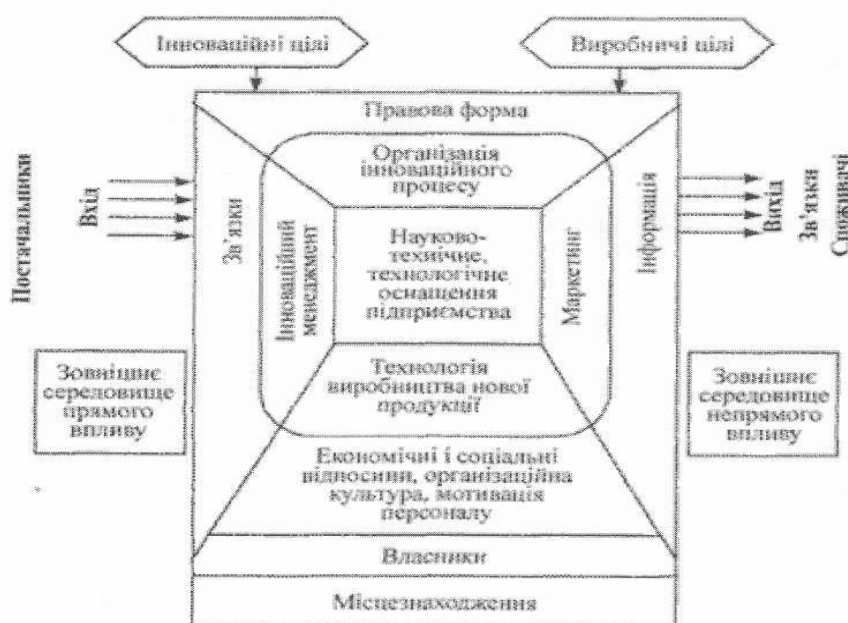 Інноваційні цілі
Виробничі цілі
Правова форма
Організація
інноваційного
процесу
Постачальники
Вхід
Зв'язки
Інноваційний
менеджмент
Науково-
технічне,
технологічне
оснащення
підприємства
Маркетинг
Інформація
Вихід
Зв'язки
Споживачі
Зовнішнє
середовище
прямого
впливу
Технологія
виробництва нової
продукції
Зовнішнє
середовище
непрямого
впливу
Економічні і соціальні
відносини, організаційна
культура, мотивація
персоналу
Власники
Місцезнаходження